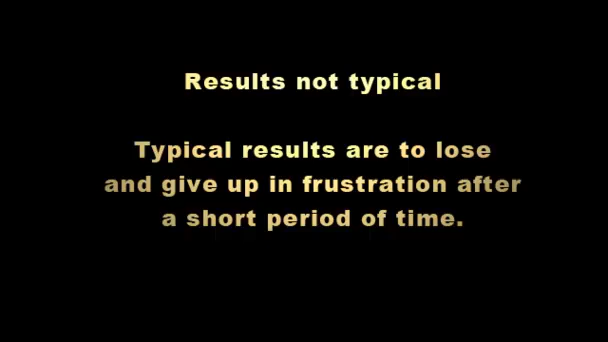 Results not typical
Typical results are to lose
and give up in frustration after
a short period of time.